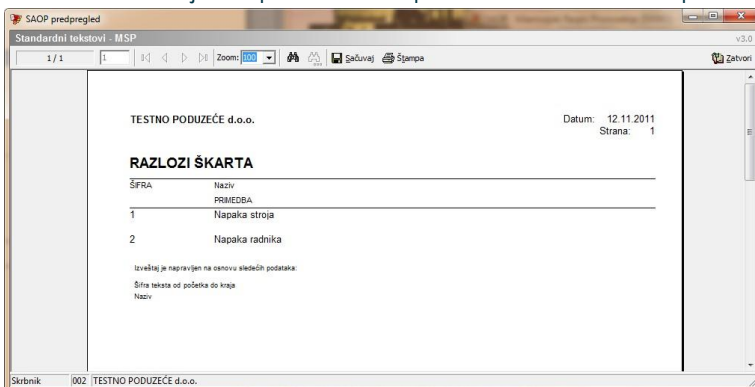 SAOP predpregled
Standardni tekstovi - MSP v3.0
1/1 1 Zoom: 100 Sačuvaj Štampa Zatvori
TESTNO PODUZEĆE d.o.o. Datum: 12.11.2011
Strana: 1
RAZLOZI ŠKARTA
ŠIFRA Naziv
PRIMEDBA
1 Napaka stroja
2 Napaka radnika
Izveštaj je napravljen na osnovu sledećih podataka:
Šifra teksta od početka do kraja
Naziv
Skrbnik 002 TESTNO PODUZEĆE d.o.o.